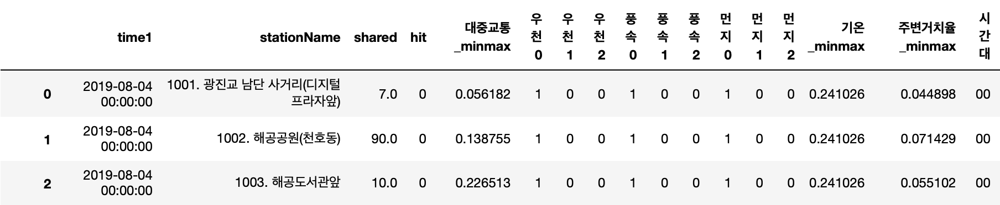 time1 stationName shared hit 대중교통_minmax 우천0 우천1 우천2 풍속0 풍속1 풍속2 먼지0 먼지1 먼지2 기온_minmax 주변거치율_minmax 시간대
0 2019-08-04 00:00:00 1001. 광진교 남단 사거리(디지털프라자앞) 7.0 0 0.056182 1 0 0 1 0 0 1 0 0 0.241026 0.044898 00
1 2019-08-04 00:00:00 1002. 해공공원(천호동) 90.0 0 0.138755 1 0 0 1 0 0 1 0 0 0.241026 0.071429 00
2 2019-08-04 00:00:00 1003. 해공도서관앞 10.0 0 0.226513 1 0 0 1 0 0 1 0 0 0.241026 0.055102 00